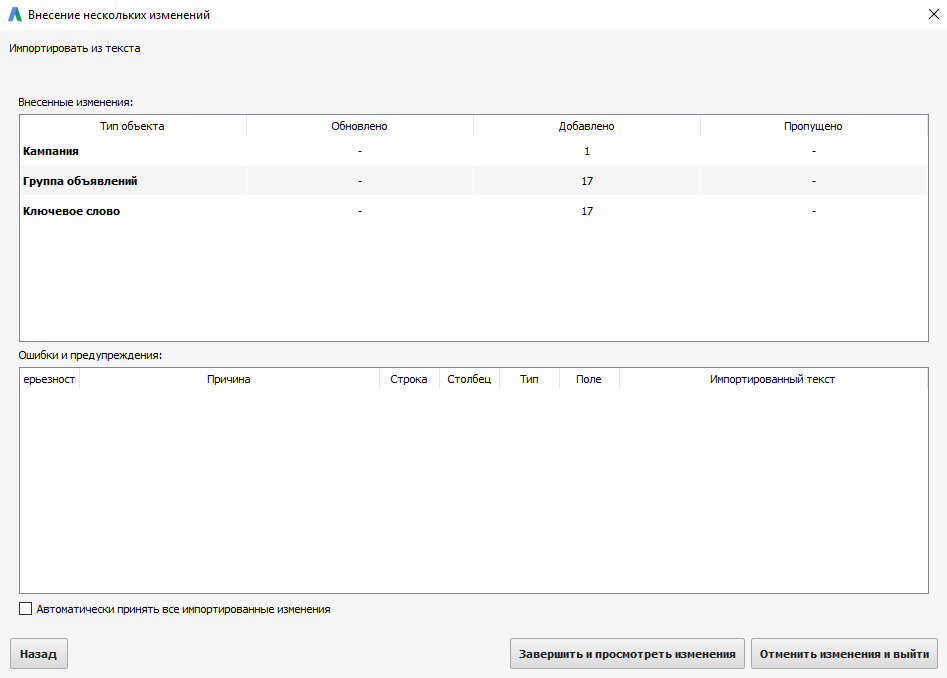 Внесение нескольких изменений
Импортировать из текста
Внесенные изменения:
Тип объекта Обновлено Добавлено Пропущено
Кампания - 1 -
Группа объявлений - 17 -
Ключевое слово - 17 -
Ошибки и предупреждения:
ерьезност Причина Строка Столбец Тип Поле Импортированный текст
Автоматически принять все импортированные изменения
Назад Завершить и просмотреть изменения Отменить изменения и выйти